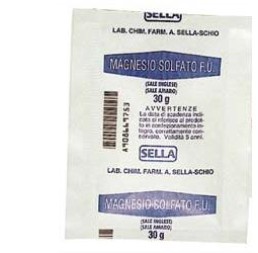 SELLA
LAB. CHIM. FARM. A. SELLA-SCHIO
MAGNESIO SOLFATO F.U.
(SALE INGLESE)
(SALE AMARO)
30 g
AVVERTENZE
La data di scadenza indi-
cata si riferisce al prodot-
to in confezionamento in-
tegro, correttamente con-
servato. Validità 5 anni.
SELLA
LAB. CHIM. FARM. A. SELLA-SCHIO
MAGNESIO SOLFATO F.U.
(SALE INGLESE)
(SALE AMARO)
30 g